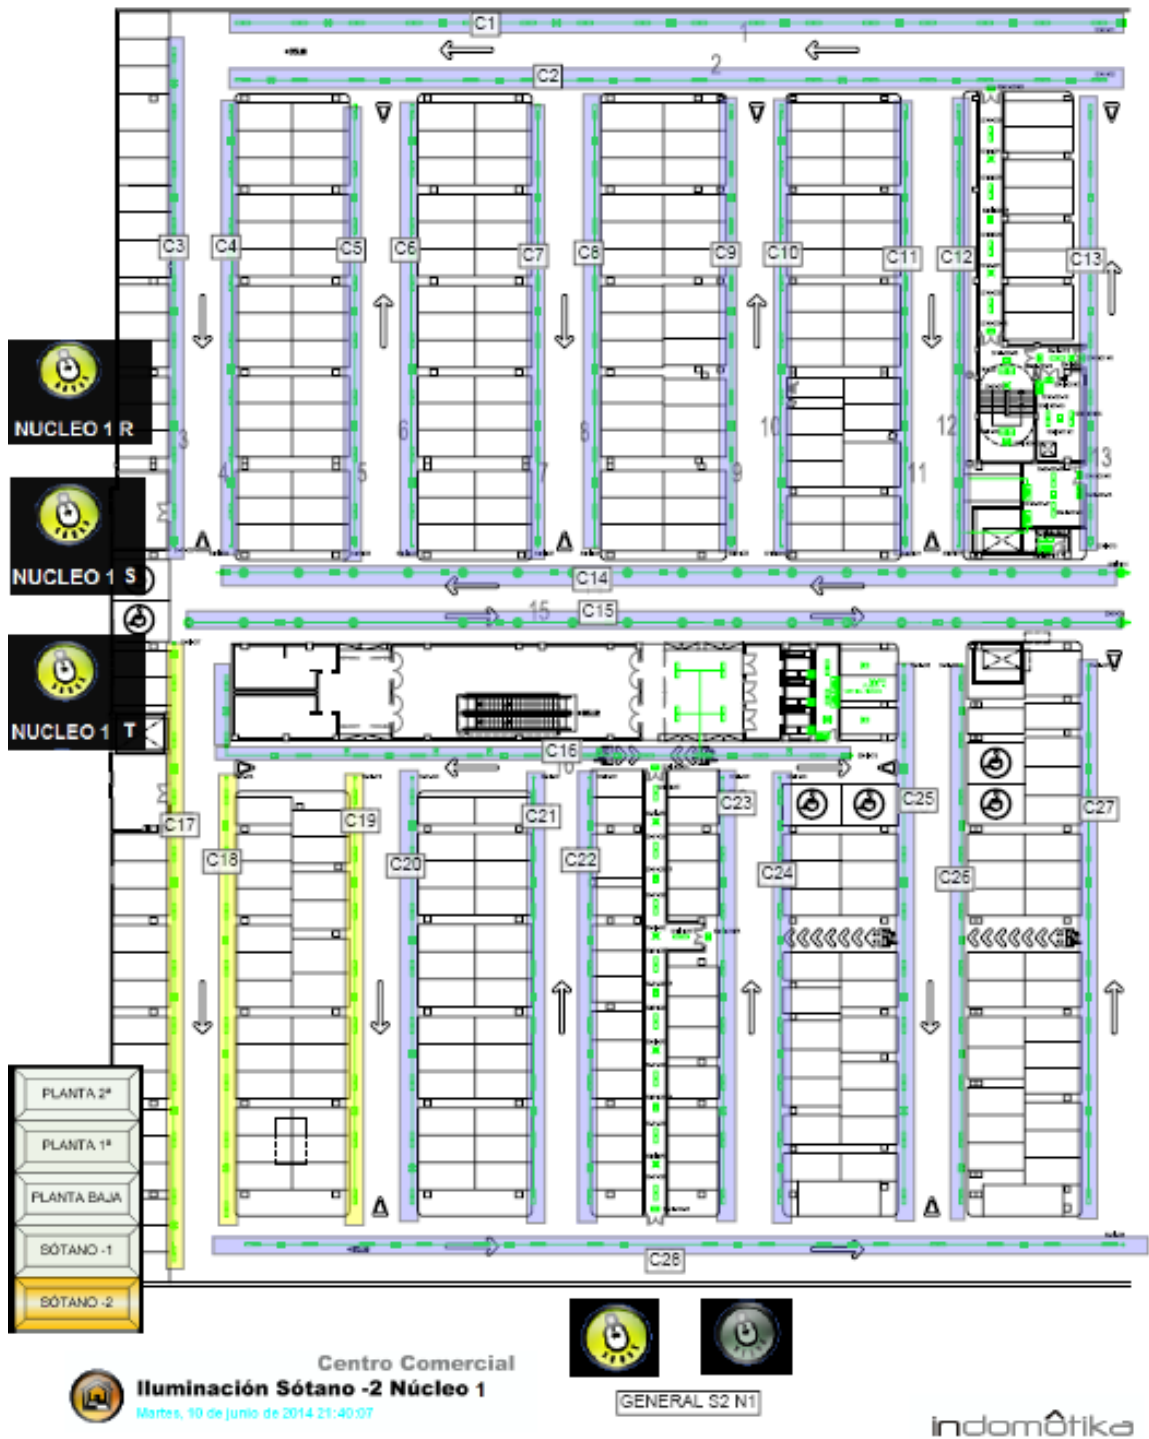 C1
1
2
C2
C3
C4
C5
C6
C7
C8
C9
C10
C11
C12
C13
NUCLEO 1 R
3
4
5
6
7
8
9
10
11
12
13
NUCLEO 1 S
C14
15
C15
NUCLEO 1 T
C16
C17
C18
C19
C20
C21
C22
C23
C24
C25
C26
C27
PLANTA 2ª
PLANTA 1ª
PLANTA BAJA
SÓTANO -1
SÓTANO -2
C28
Centro Comercial
Iluminación Sótano -2 Núcleo 1
Martes, 10 de junio de 2014 21:40:07
GENERAL S2 N1
indomôtika